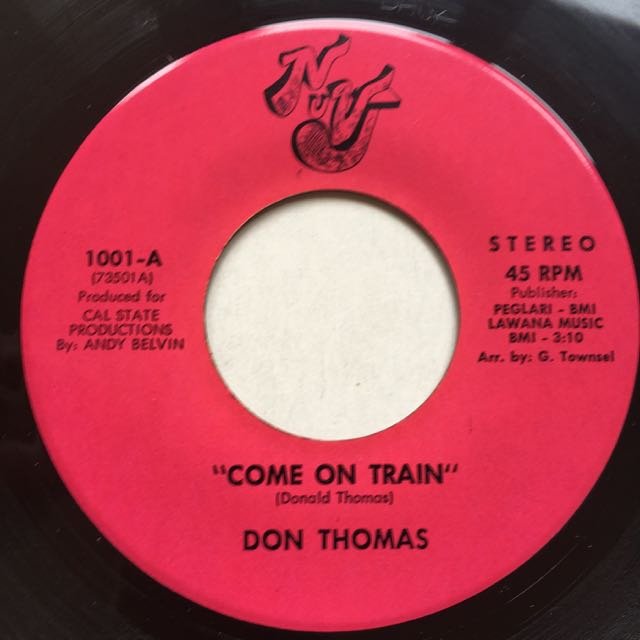 NUVJ
1001-A
(73501A)
Produced for
CAL STATE
PRODUCTIONS
By: ANDY BELVIN
STEREO
45 RPM
Publisher:
PEGLARI - BMI
LAWANA MUSIC
BMI - 3:10
Arr. by: G. Townsel
"COME ON TRAIN"
(Donald Thomas)
DON THOMAS